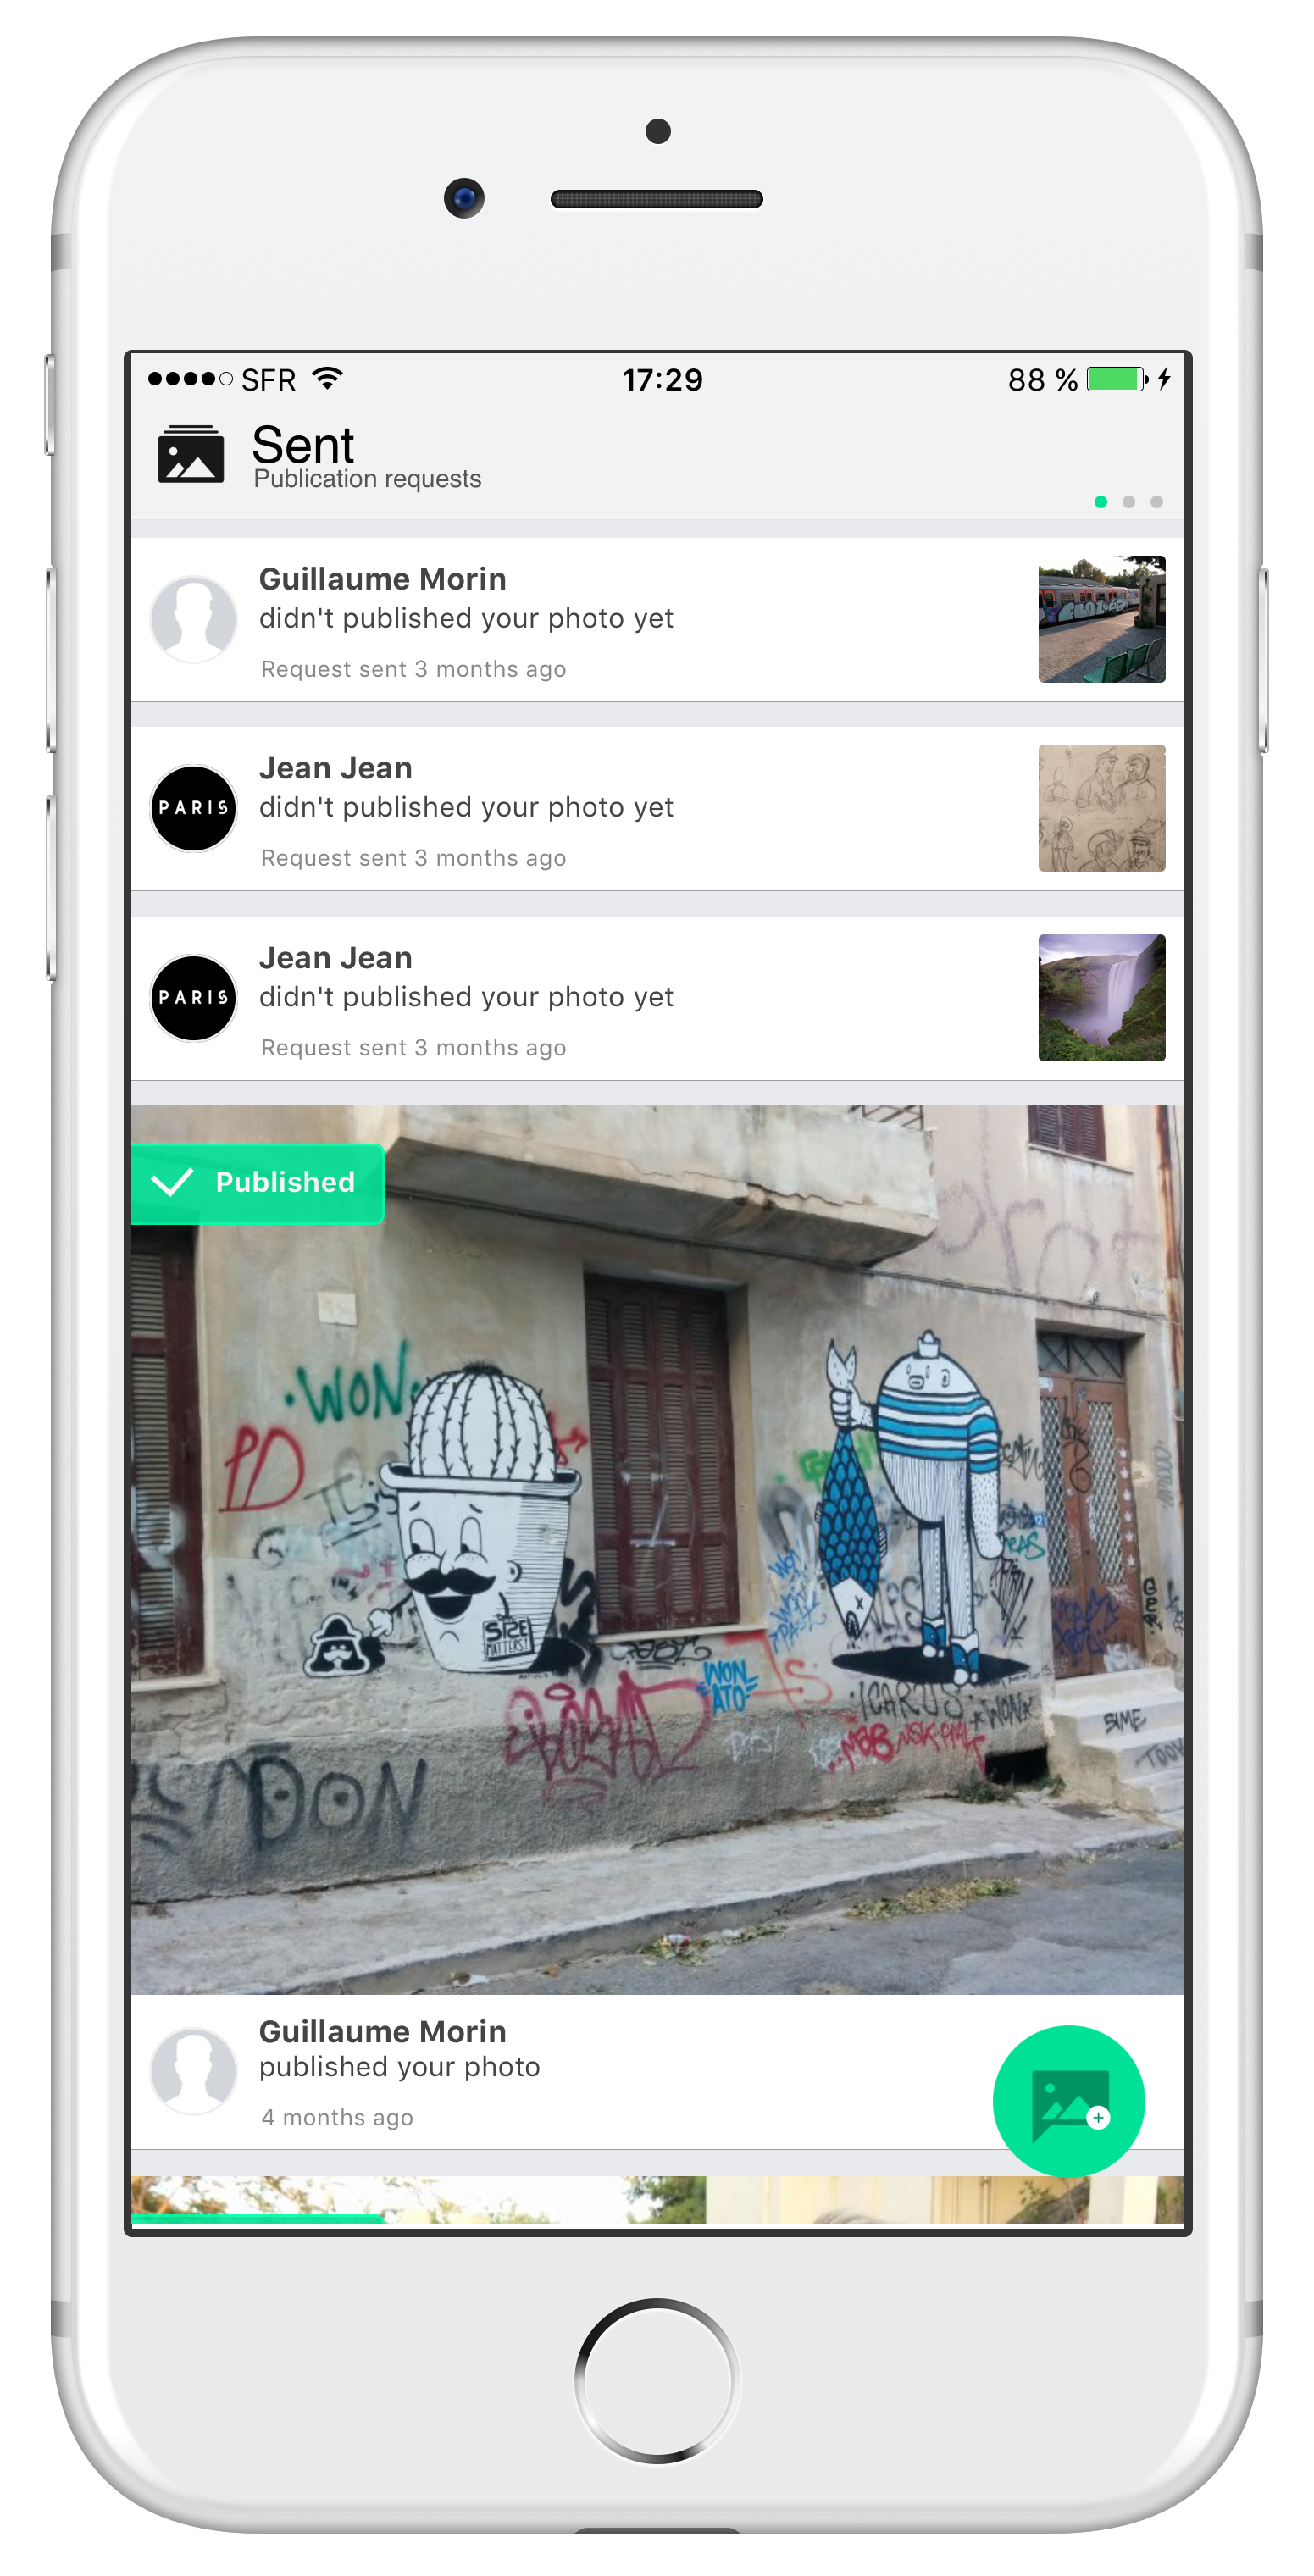 SFR 17:29 88 %
Sent
Publication requests
Guillaume Morin
didn't published your photo yet
Request sent 3 months ago
PARIS
Jean Jean
didn't published your photo yet
Request sent 3 months ago
PARIS
Jean Jean
didn't published your photo yet
Request sent 3 months ago
Published
WON
PD
SIZE
MATTERS!
WON
ATO
ICARUS
WON
SIME
DON
Guillaume Morin
published your photo
4 months ago